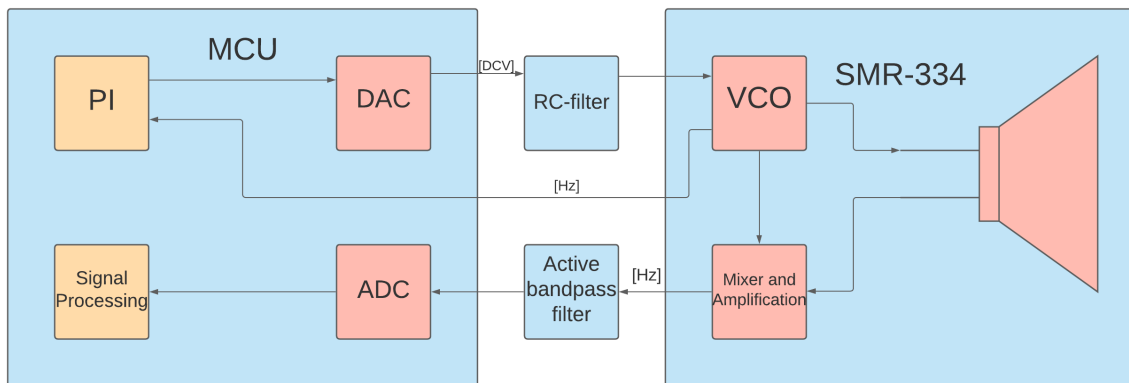 MCU
SMR-334
PI
DAC
[DCV]
RC-filter
VCO
[Hz]
Signal
Processing
ADC
Active
bandpass
filter
[Hz]
Mixer and
Amplification